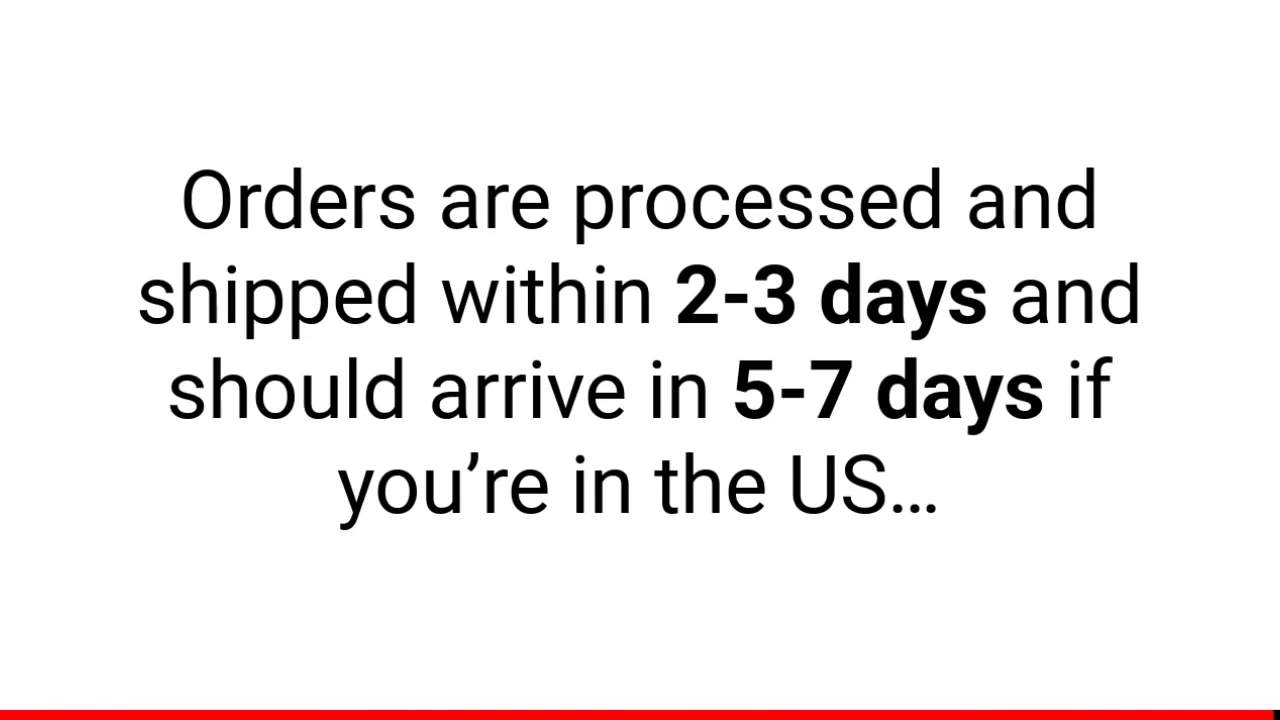 Orders are processed and
shipped within 2-3 days and
should arrive in 5-7 days if
you’re in the US…